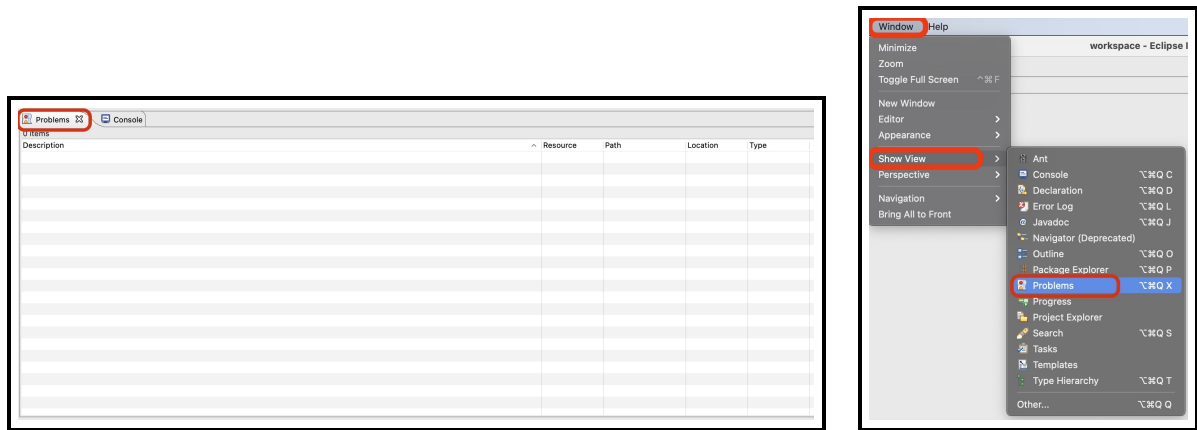 Problems Console
0 items
Description Resource Path Location Type
Window Help
workspace - Eclipse I
Minimize
Zoom
Toggle Full Screen ^⌘F
New Window
Editor
Appearance
Show View
Perspective
Navigation
Bring All to Front
Ant
Console ⌥⌘Q C
Declaration ⌥⌘Q D
Error Log ⌥⌘Q L
Javadoc ⌥⌘Q J
Navigator (Deprecated)
Outline ⌥⌘Q O
Package Explorer ⌥⌘Q P
Problems ⌥⌘Q X
Progress
Project Explorer
Search ⌥⌘Q S
Tasks
Templates
Type Hierarchy ⌥⌘Q T
Other... ⌥⌘Q Q